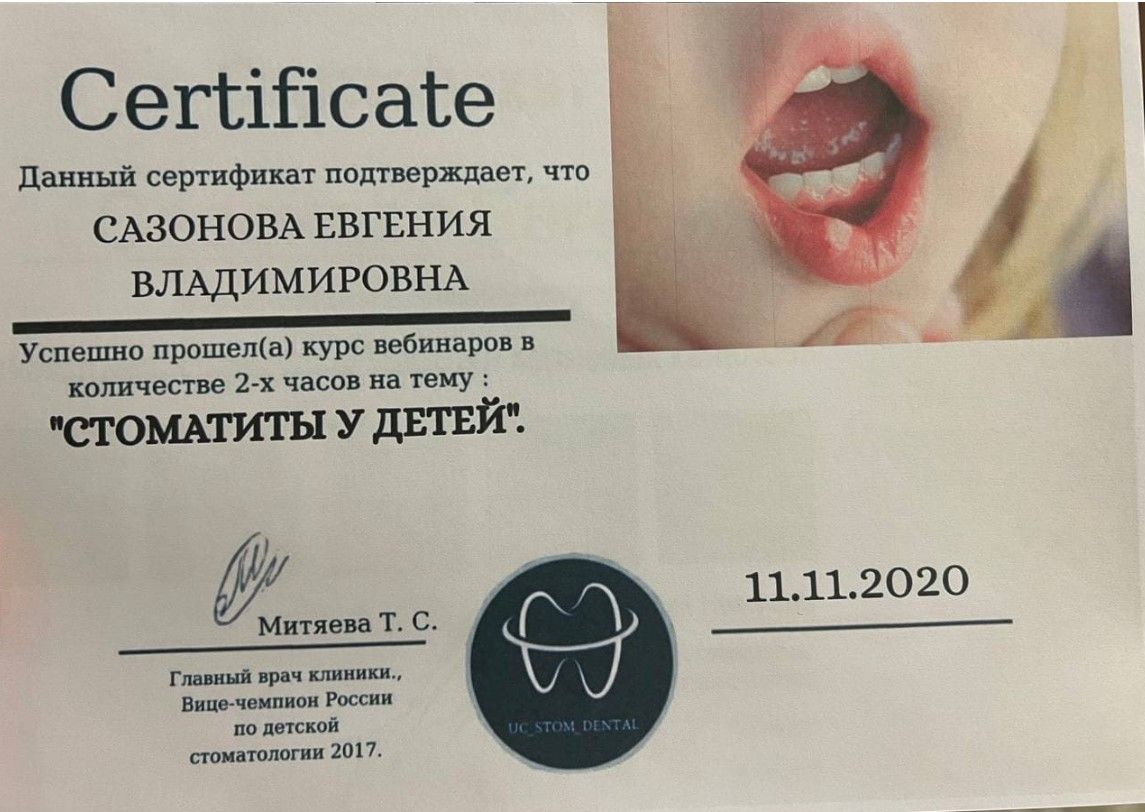 Certificate
Данный сертификат подтверждает, что
САЗОНОВА ЕВГЕНИЯ
ВЛАДИМИРОВНА
Успешно прошел(а) курс вебинаров в
количестве 2-х часов на тему :
"СТОМАТИТЫ У ДЕТЕЙ".
Митяева Т. С.
Главный врач клиники.,
Вице-чемпион России
по детской
стоматологии 2017.
UC_STOM_DENTAL
11.11.2020